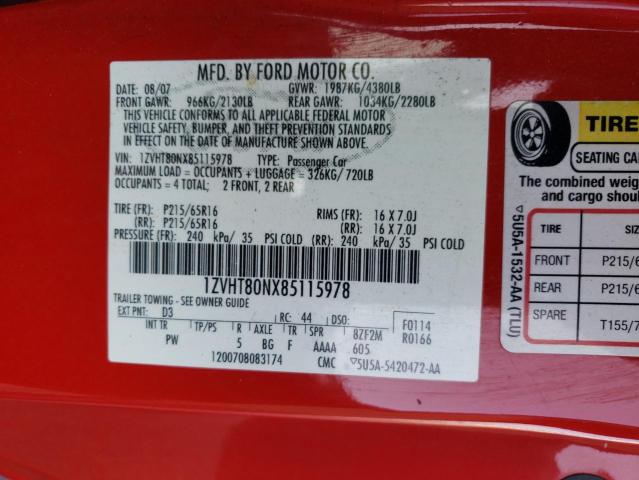 MFD. BY FORD MOTOR CO.
DATE: 08/07 GVWR: 1987KG/4380LB
FRONT GAWR: 966KG/2130LB REAR GAWR: 1034KG/2280LB
THIS VEHICLE CONFORMS TO ALL APPLICABLE FEDERAL MOTOR
VEHICLE SAFETY, BUMPER, AND THEFT PREVENTION STANDARDS
IN EFFECT ON THE DATE OF MANUFACTURE SHOWN ABOVE.
VIN: 1ZVHT80NX85115978 TYPE: Passenger Car
MAXIMUM LOAD = OCCUPANTS + LUGGAGE = 326KG/ 720LB
OCCUPANTS = 4 TOTAL; 2 FRONT, 2 REAR
TIRE (FR): P215/65R16 RIMS (FR): 16 X 7.0J
(RR): P215/65R16 (RR): 16 X 7.0J
PRESSURE (FR): 240 kPa/ 35 PSI COLD (RR): 240 kPa/ 35 PSI COLD
1ZVHT80NX85115978
TRAILER TOWING - SEE OWNER GUIDE
EXT PNT: D3 RC: 44 DSO: F0114
INT TR TP/PS R AXLE TR SPR 8ZF2M R0166
PW 5 BG F AAAA 605
1200708083174 CMC ▽5U5A-5420472-AA
▽5U5A-1532-AA (TLU)
TIRE
SEATING CA
The combined weig
and cargo shou
TIRE SIZ
FRONT P215/6
REAR P215/6
SPARE T155/7